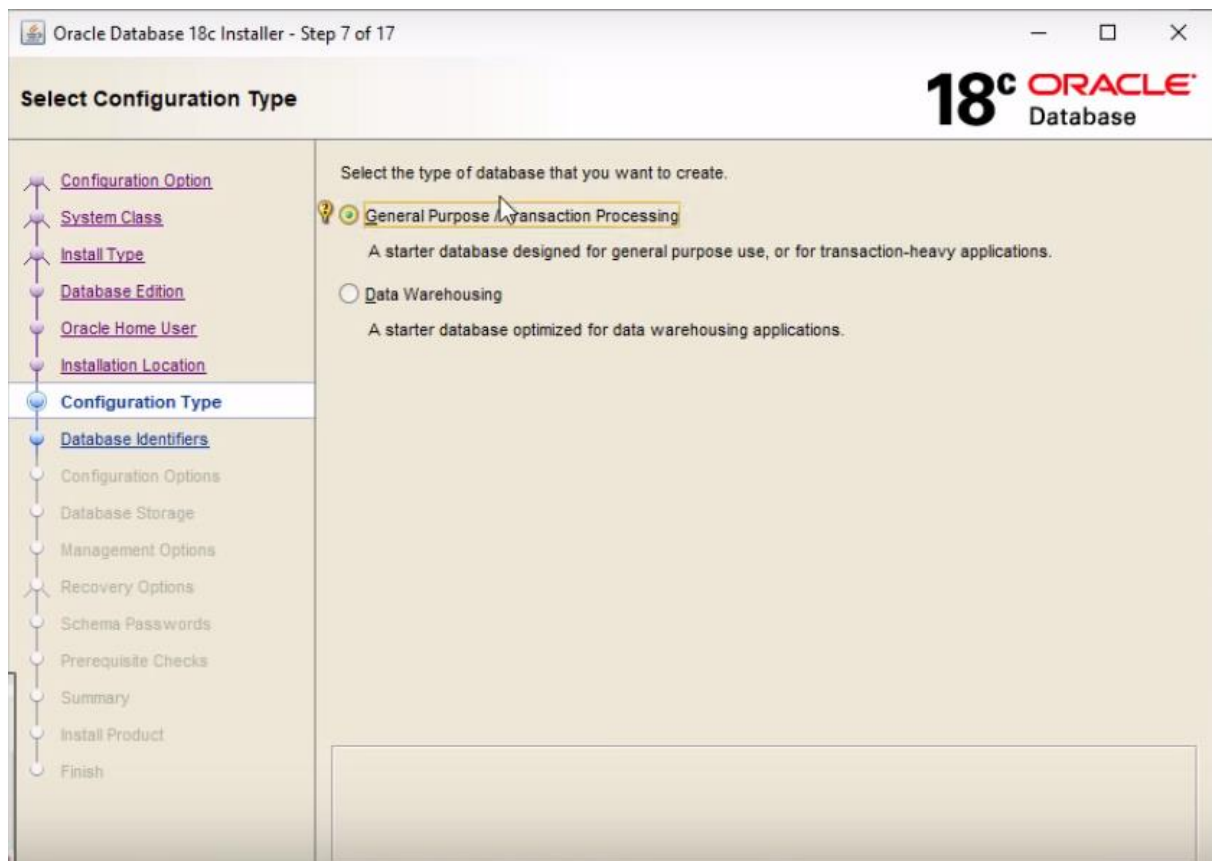 Oracle Database 18c Installer - Step 7 of 17
Select Configuration Type
18c ORACLE
Database
Configuration Option
System Class
Install Type
Database Edition
Oracle Home User
Installation Location
Configuration Type
Database Identifiers
Configuration Options
Database Storage
Management Options
Recovery Options
Schema Passwords
Prerequisite Checks
Summary
Install Product
Finish
Select the type of database that you want to create.
General Purpose / Transaction Processing
A starter database designed for general purpose use, or for transaction-heavy applications.
Data Warehousing
A starter database optimized for data warehousing applications.